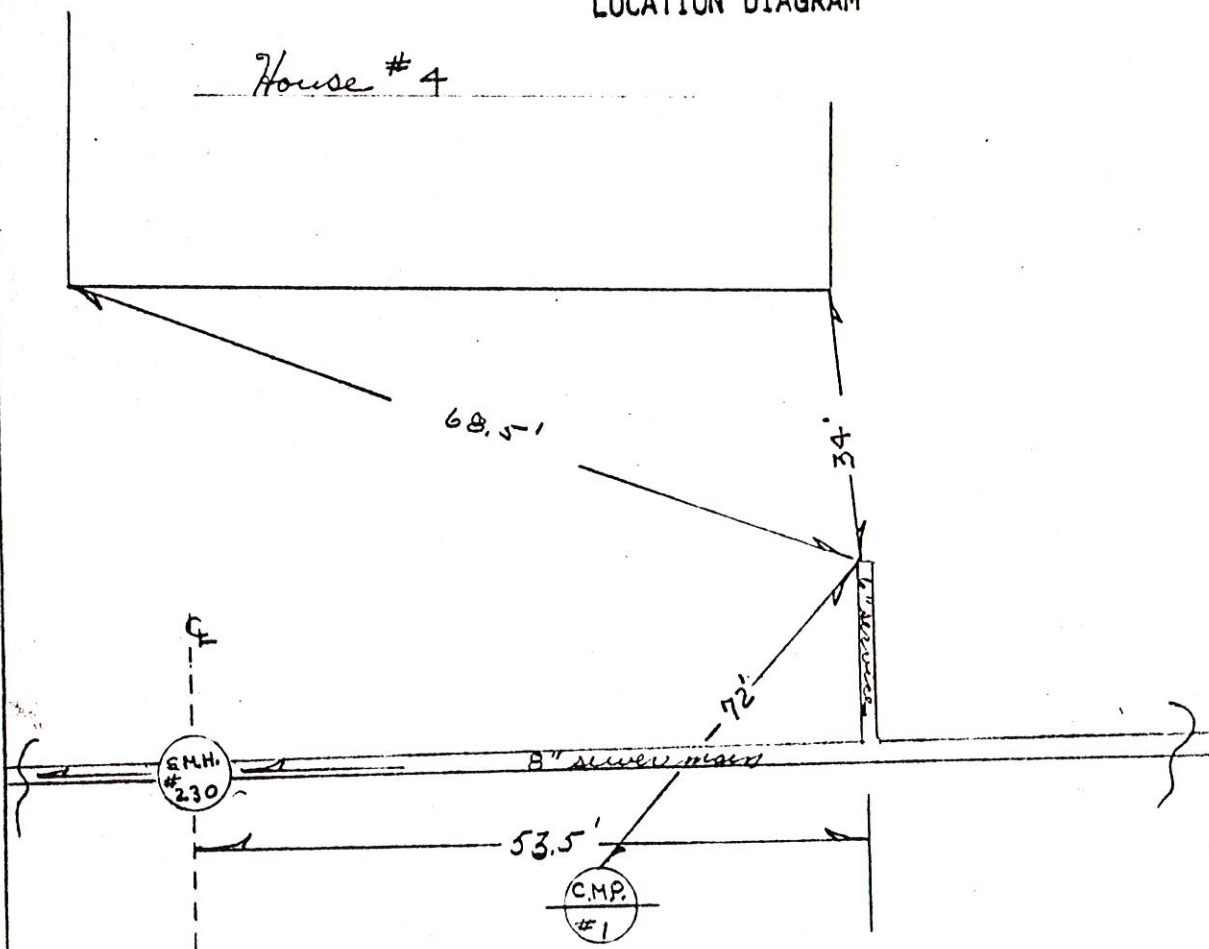 LOCATION DIAGRAM
House # 4
68.5'
34'
6" service
℄
72'
S.M.H.
#
230
8" sewer main
53.5'
C.M.P.
#1